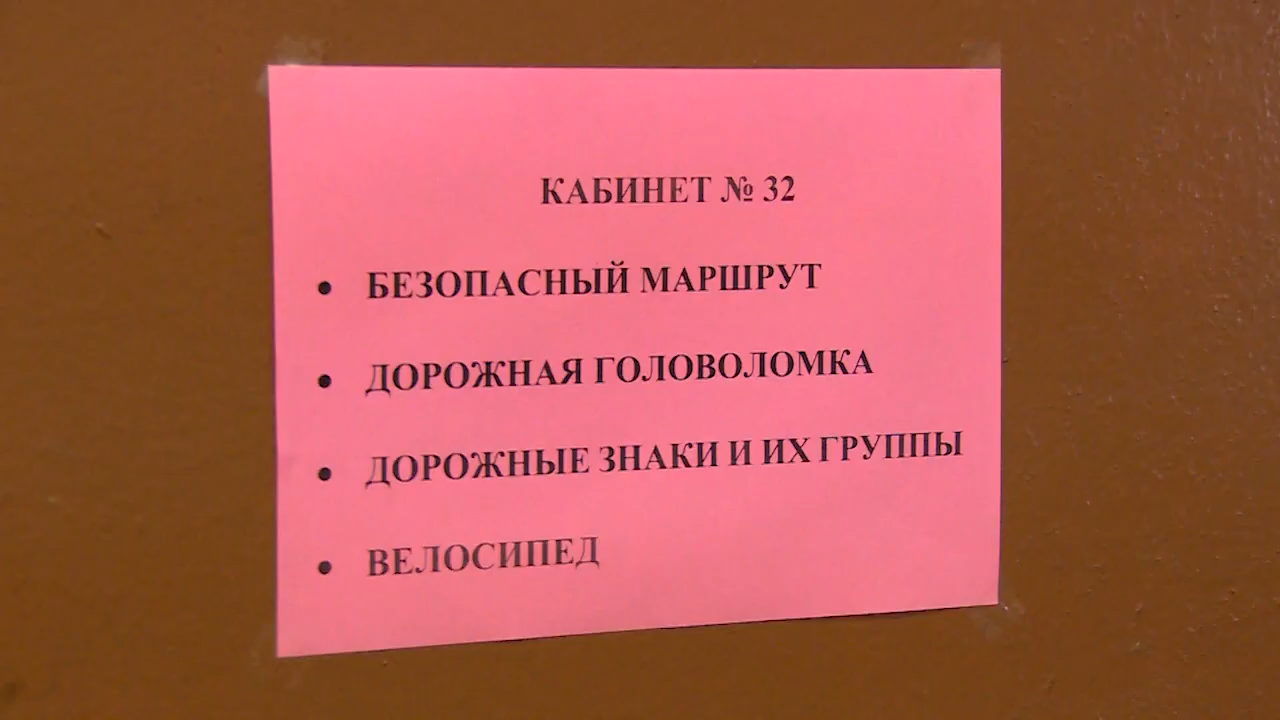 КАБИНЕТ № 32
• БЕЗОПАСНЫЙ МАРШРУТ
• ДОРОЖНАЯ ГОЛОВОЛОМКА
• ДОРОЖНЫЕ ЗНАКИ И ИХ ГРУППЫ
• ВЕЛОСИПЕД